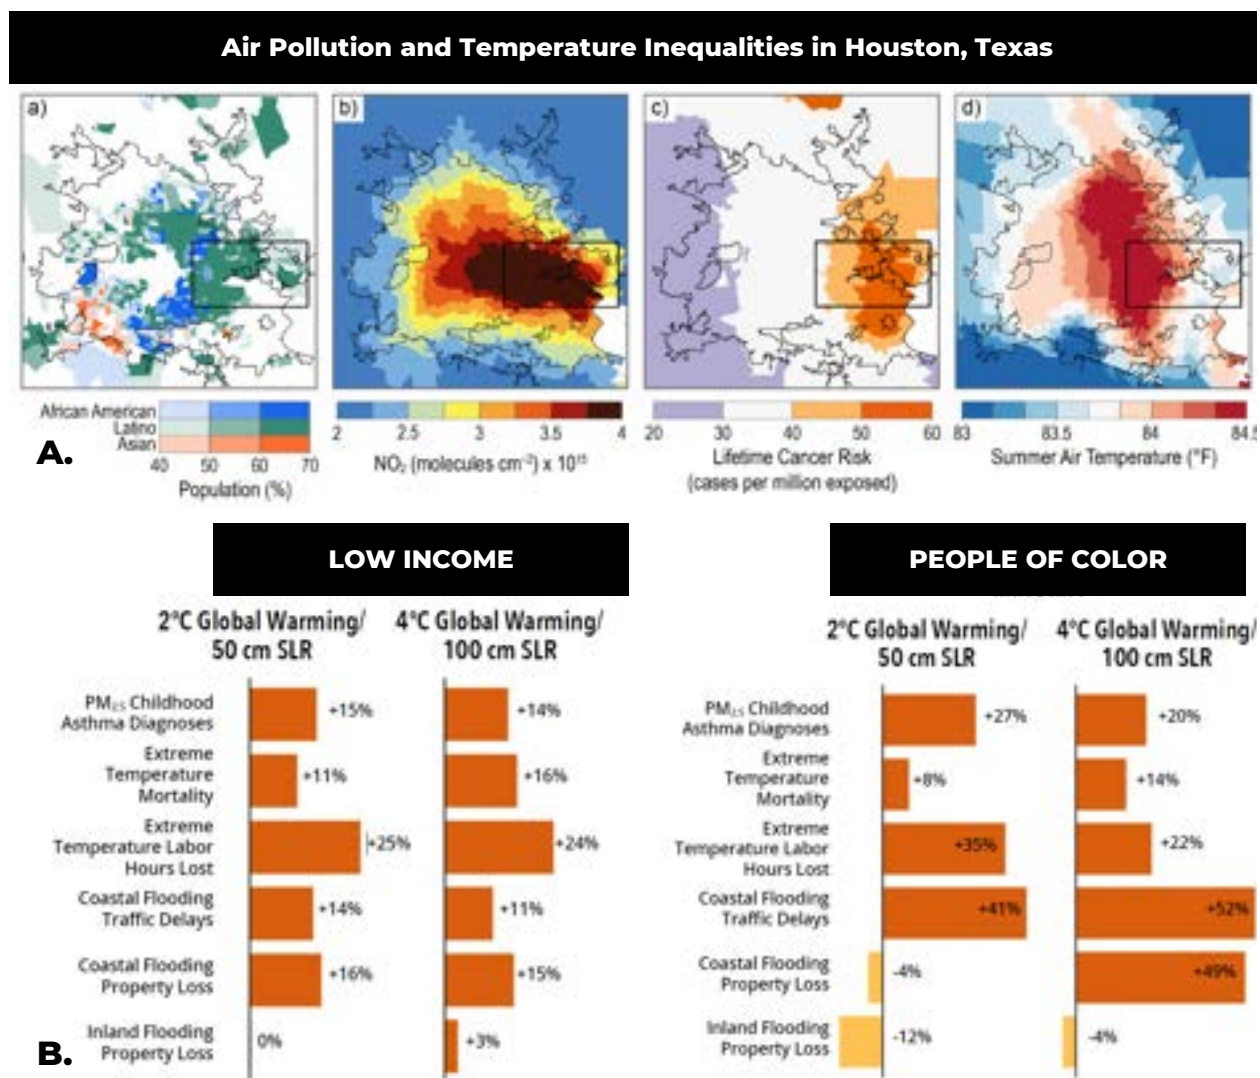 Air Pollution and Temperature Inequalities in Houston, Texas
a)
b)
c)
d)
African American
Latino
Asian
40 50 60 70
Population (%)
2 2.5 3 3.5 4
NO₂ (molecules cm⁻²) x 10¹⁵
20 30 40 50 60
Lifetime Cancer Risk
(cases per million exposed)
83 83.5 84 84.5
Summer Air Temperature (°F)
A.
LOW INCOME
2°C Global Warming/
50 cm SLR
4°C Global Warming/
100 cm SLR
PM₂.₅ Childhood
Asthma Diagnoses
+15%
+14%
Extreme
Temperature
Mortality
+11%
+16%
Extreme
Temperature Labor
Hours Lost
+25%
+24%
Coastal Flooding
Traffic Delays
+14%
+11%
Coastal Flooding
Property Loss
+16%
+15%
Inland Flooding
Property Loss
0%
+3%
B.
PEOPLE OF COLOR
2°C Global Warming/
50 cm SLR
4°C Global Warming/
100 cm SLR
PM₂.₅ Childhood
Asthma Diagnoses
+27%
+20%
Extreme
Temperature
Mortality
+8%
+14%
Extreme
Temperature Labor
Hours Lost
+35%
+22%
Coastal Flooding
Traffic Delays
+41%
+52%
Coastal Flooding
Property Loss
-4%
+49%
Inland Flooding
Property Loss
-12%
-4%